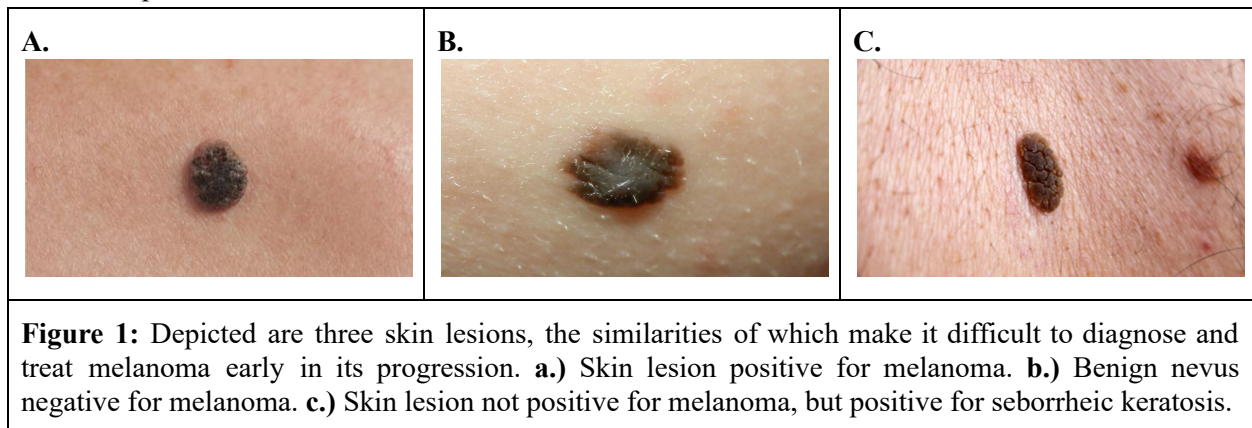 A.
B.
C.
Figure 1: Depicted are three skin lesions, the similarities of which make it difficult to diagnose and
treat melanoma early in its progression. a.) Skin lesion positive for melanoma. b.) Benign nevus
negative for melanoma. c.) Skin lesion not positive for melanoma, but positive for seborrheic keratosis.